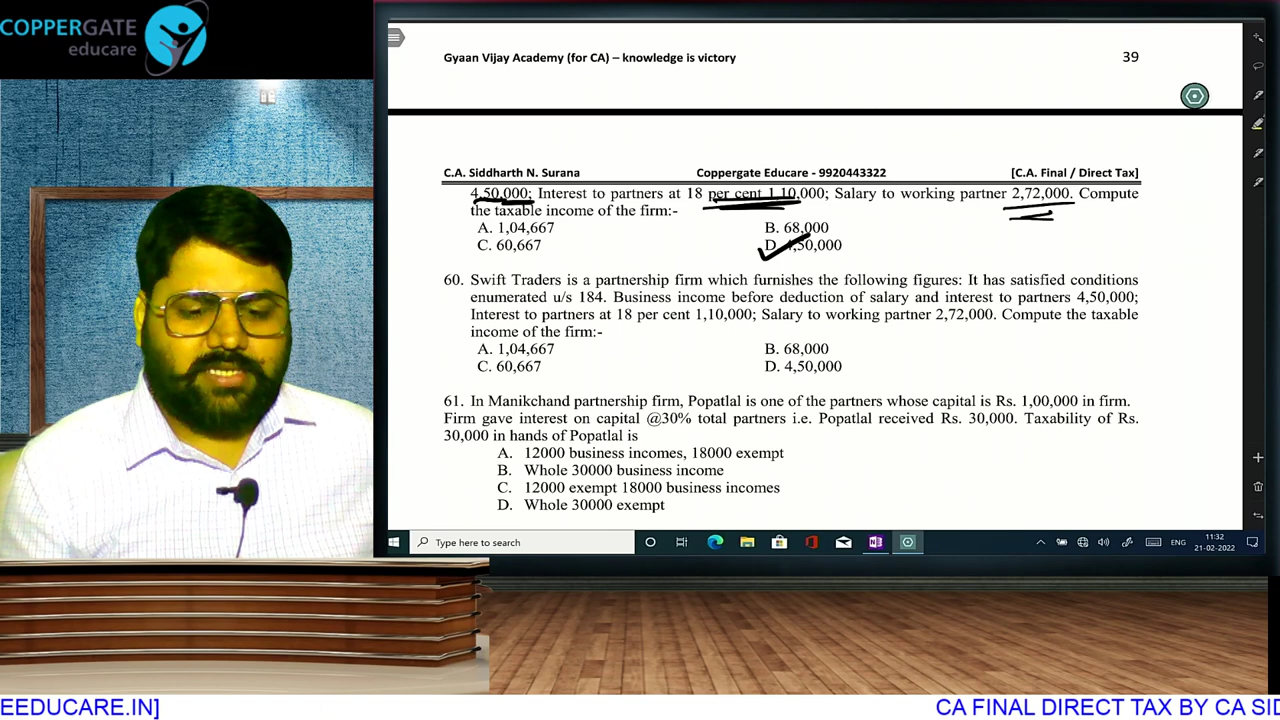 COPPERGATE
educare
Gyaan Vijay Academy (for CA) – knowledge is victory 39
C.A. Siddharth N. Surana Coppergate Educare - 9920443322 [C.A. Final / Direct Tax]
4,50,000; Interest to partners at 18 per cent 1,10,000; Salary to working partner 2,72,000. Compute
the taxable income of the firm:-
A. 1,04,667 B. 68,000
C. 60,667 D. 4,50,000
60. Swift Traders is a partnership firm which furnishes the following figures: It has satisfied conditions
enumerated u/s 184. Business income before deduction of salary and interest to partners 4,50,000;
Interest to partners at 18 per cent 1,10,000; Salary to working partner 2,72,000. Compute the taxable
income of the firm:-
A. 1,04,667 B. 68,000
C. 60,667 D. 4,50,000
61. In Manikchand partnership firm, Popatlal is one of the partners whose capital is Rs. 1,00,000 in firm.
Firm gave interest on capital @30% total partners i.e. Popatlal received Rs. 30,000. Taxability of Rs.
30,000 in hands of Popatlal is
A. 12000 business incomes, 18000 exempt
B. Whole 30000 business income
C. 12000 exempt 18000 business incomes
D. Whole 30000 exempt
Type here to search
ENG
11:32
21-02-2022
EEDUCARE.IN] CA FINAL DIRECT TAX BY CA SID